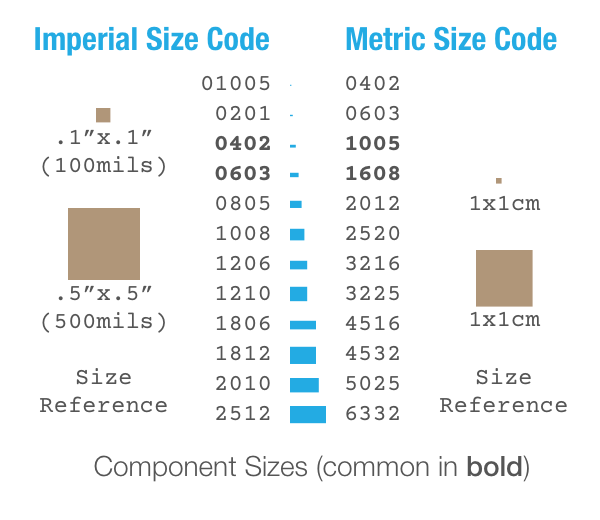 Imperial Size Code Metric Size Code
01005 0402
0201 0603
0402 1005
0603 1608
0805 2012
1008 2520
1206 3216
1210 3225
1806 4516
1812 4532
2010 5025
2512 6332
.1”x.1”
(100mils)
.5”x.5”
(500mils)
Size
Reference
1x1cm
1x1cm
Size
Reference
Component Sizes (common in bold)